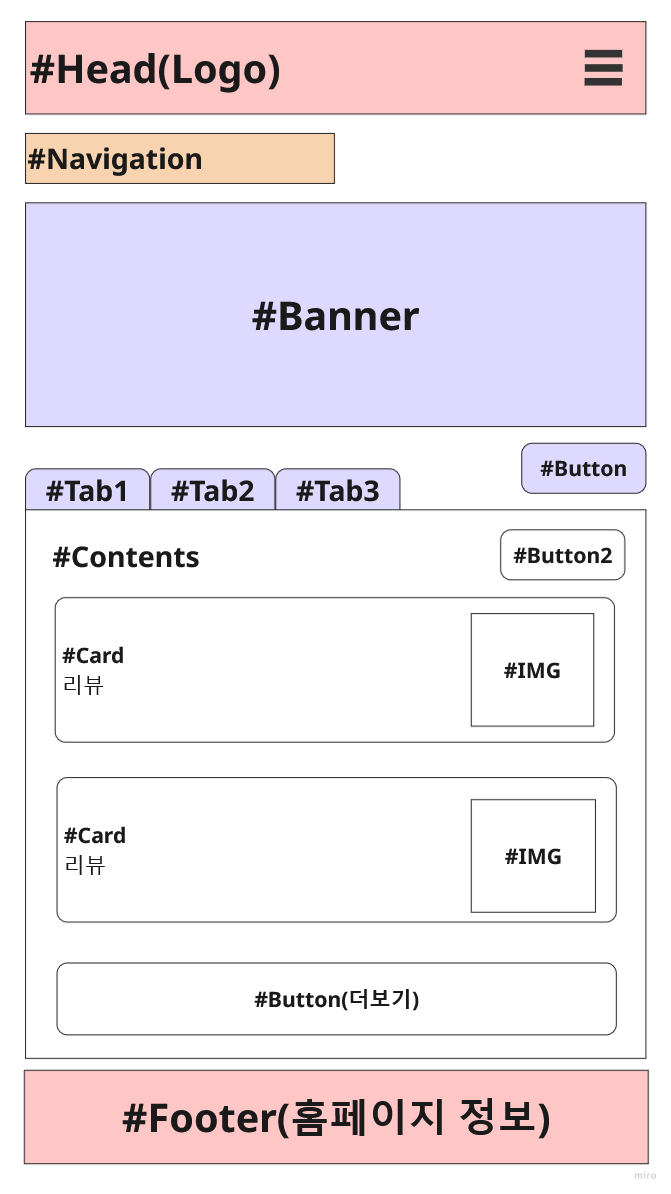 #Head(Logo)
#Navigation
#Banner
#Button
#Tab1 #Tab2 #Tab3
#Contents
#Button2
#Card
리뷰
#IMG
#Card
리뷰
#IMG
#Button(더보기)
#Footer(홈페이지 정보)
miro